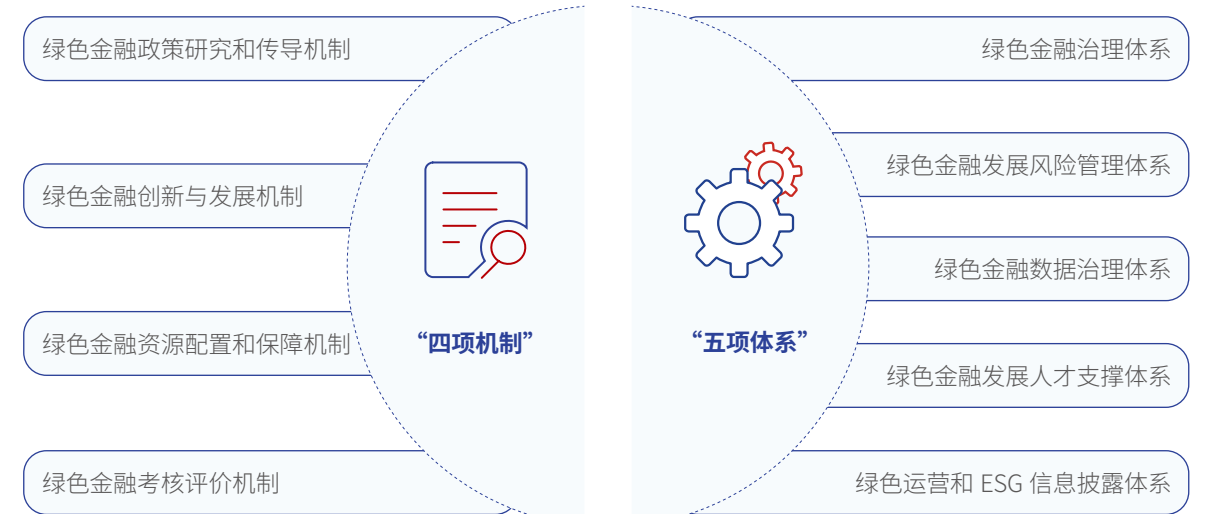 绿色金融政策研究和传导机制
绿色金融创新与发展机制
绿色金融资源配置和保障机制
绿色金融考核评价机制
“四项机制”
“五项体系”
绿色金融治理体系
绿色金融发展风险管理体系
绿色金融数据治理体系
绿色金融发展人才支撑体系
绿色运营和 ESG 信息披露体系